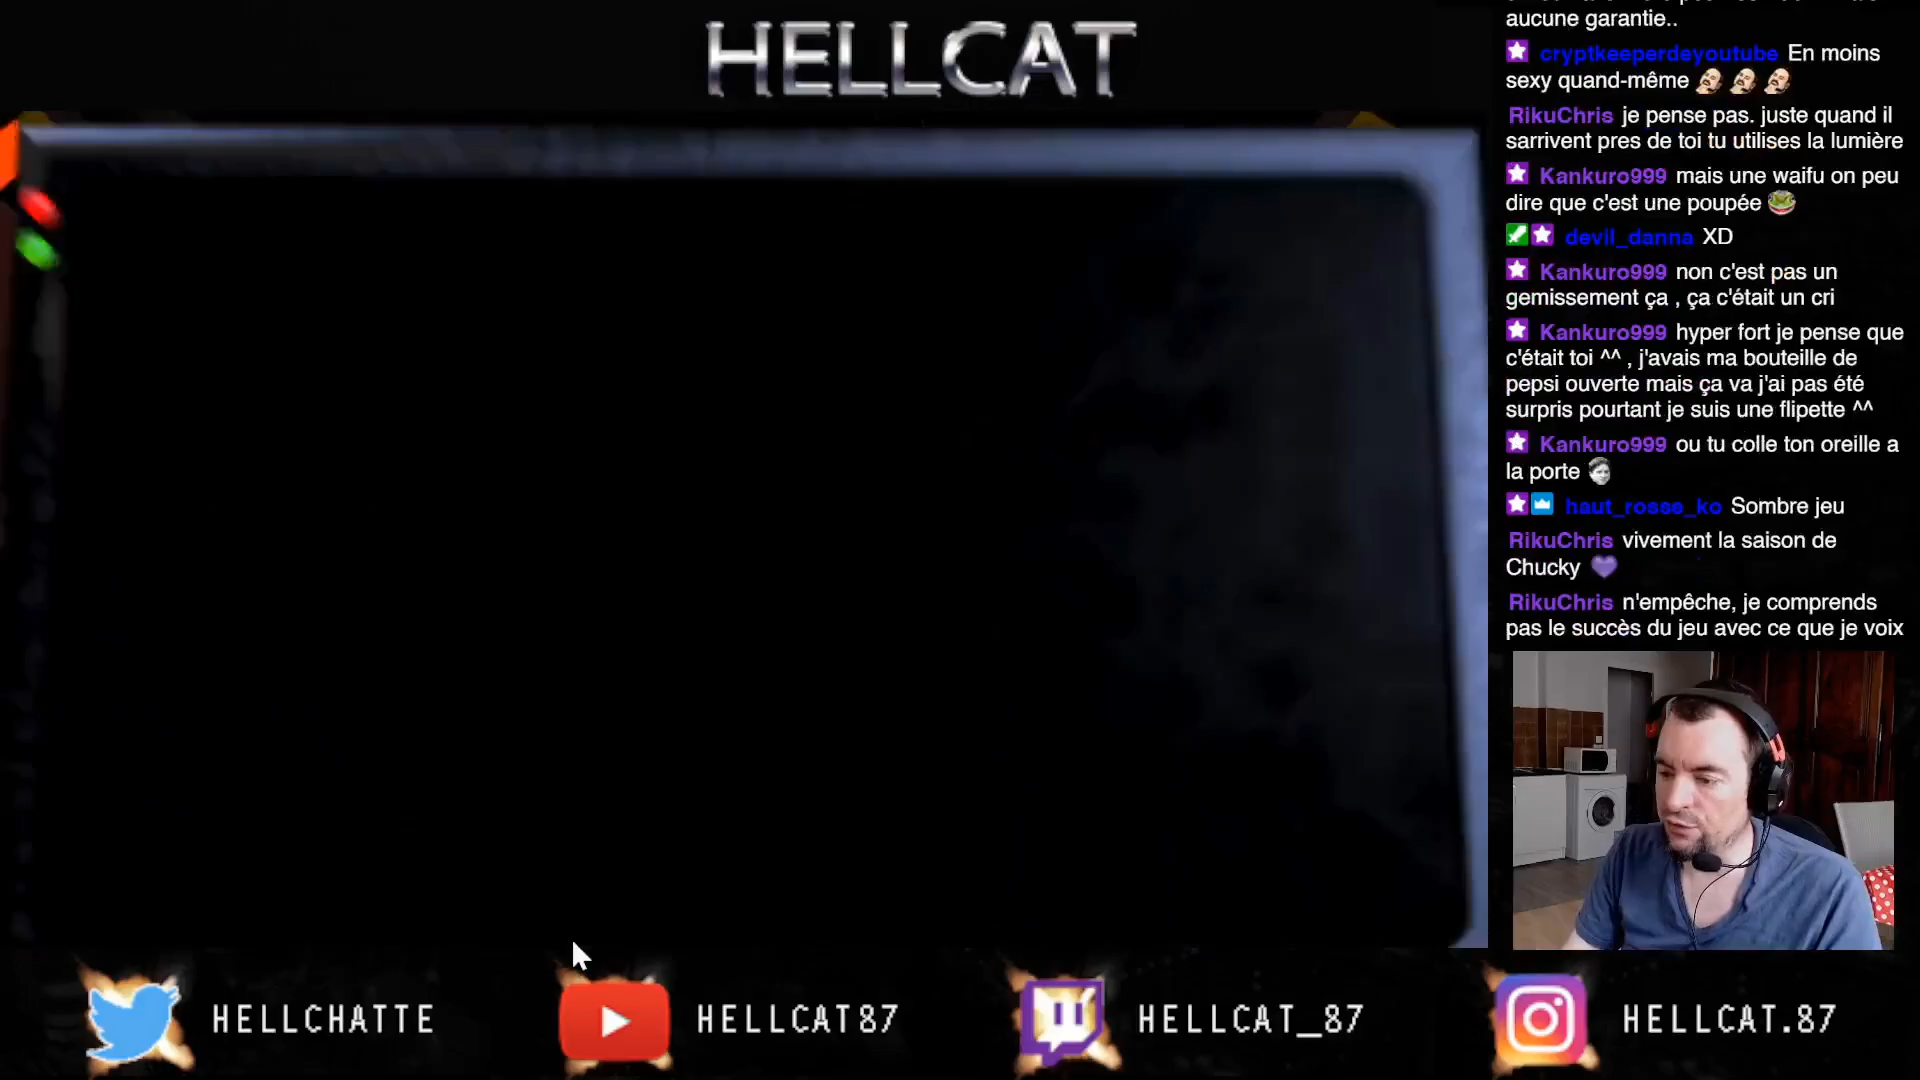 HELLCAT
aucune garantie..
cryptkeeperdeyoutube En moins
sexy quand-même
RikuChris je pense pas. juste quand il
sarrivent pres de toi tu utilises la lumière
Kankuro999 mais une waifu on peu
dire que c'est une poupée
devil_danna XD
Kankuro999 non c'est pas un
gemissement ça , ça c'était un cri
Kankuro999 hyper fort je pense que
c'était toi ^^ , j'avais ma bouteille de
pepsi ouverte mais ça va j'ai pas été
surpris pourtant je suis une flipette ^^
Kankuro999 ou tu colle ton oreille a
la porte
haut_rosse_ko Sombre jeu
RikuChris vivement la saison de
Chucky
RikuChris n'empêche, je comprends
pas le succès du jeu avec ce que je voix
HELLCHATTE
HELLCAT87
HELLCAT_87
HELLCAT.87